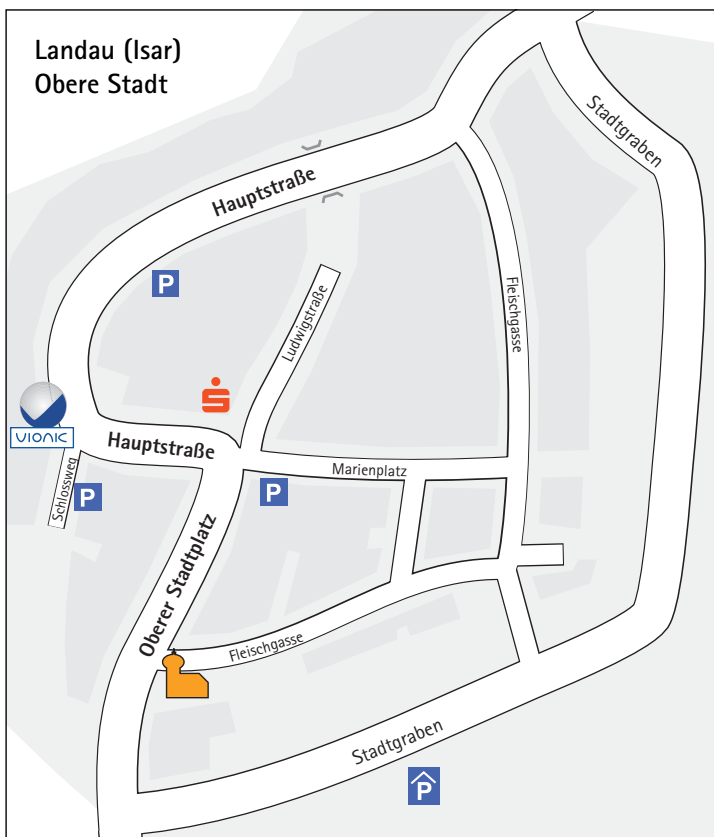 Landau (Isar)
Obere Stadt
Stadtgraben
Hauptstraße
P
Fleischgasse
Ludwigstraße
S
VIONIC
Hauptstraße
Marienplatz
Schlossweg
P
P
Oberer Stadtplatz
Fleischgasse
Stadtgraben
P